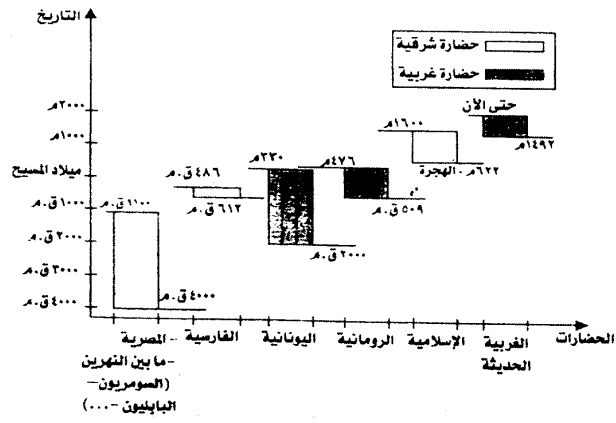 التاريخ
حضارة شرقية
حضارة غربية
حتى الآن
٢٠٠٠م
١٠٠٠م
ميلاد المسيح
١٠٠٠ ق.م
٢٠٠٠ ق.م
٣٠٠٠ ق.م
٤٠٠٠ ق.م
١٤٩٢م
١٦٠٠م
٦٢٢م - الهجرة
٤٧٦م
٥٠٩ ق.م
٣٣٠م
٢٠٠٠ ق.م
٤٨٦ ق.م
٦١٢ ق.م
١١٠٠ ق.م
٤٠٠٠ ق.م
الحضارات
الغربية
الحديثة
الإسلامية
الرومانية
اليونانية
الفارسية
المصرية -
- مابين النهرين
(السومريون -
البابليون - ...)